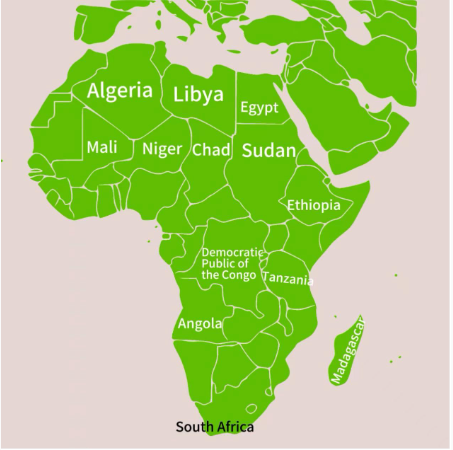 Algeria
Libya
Egypt
Mali
Niger
Chad
Sudan
Ethiopia
Democratic
Public of
the Congo
Tanzania
Angola
Madagascar
South Africa